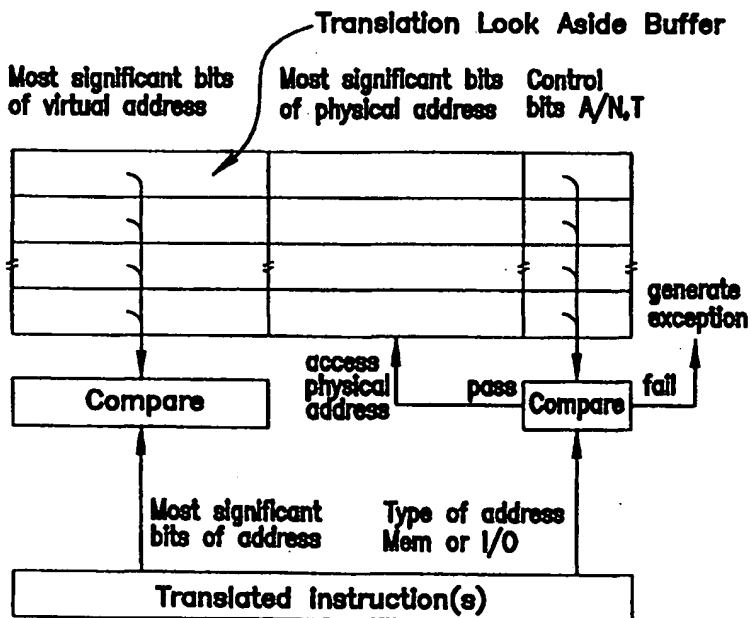 Translation Look Aside Buffer
Most significant bits
of virtual address
Most significant bits
of physical address
Control
bits A/N,T
generate
exception
access
physical
address
pass
fail
Compare
Compare
Most significant
bits of address
Type of address
Mem or I/O
Translated instruction(s)